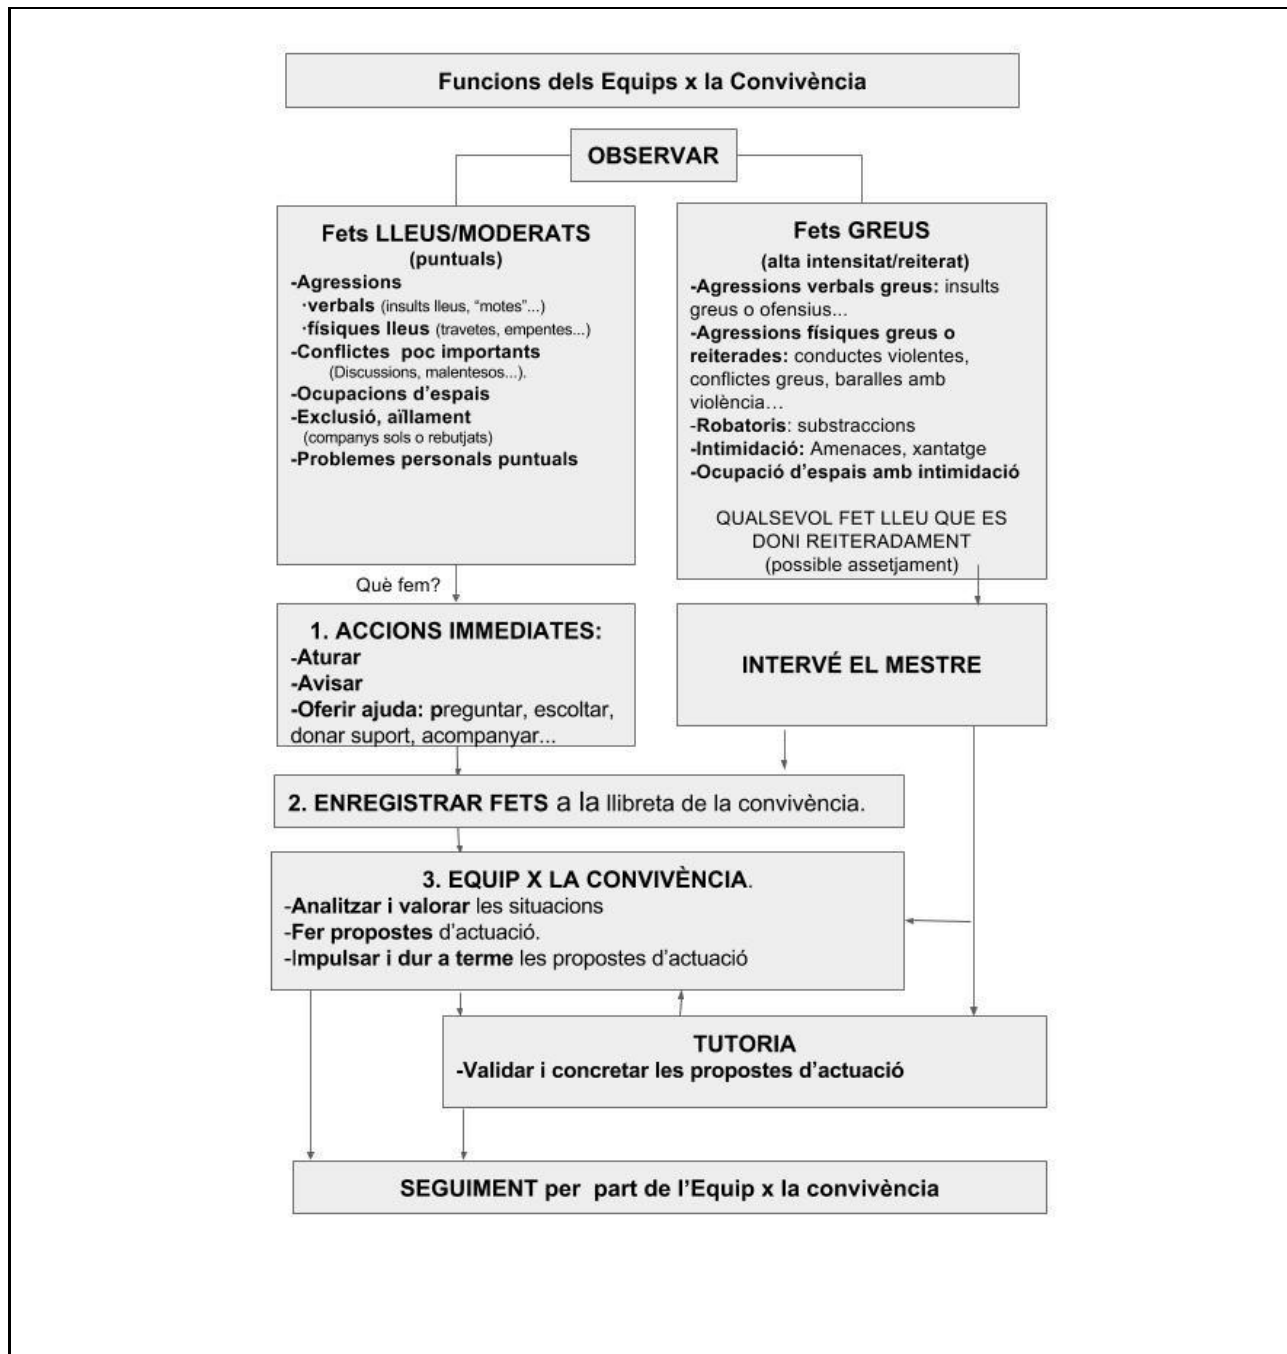 Funcions dels Equips x la Convivència
OBSERVAR
Fets LLEUS/MODERATS
(puntuals)
-Agressions
·verbals (insults lleus, “motes”...)
·físiques lleus (travetes, empentes...)
-Conflictes poc importants
(Discussions, malentesos...).
-Ocupacions d’espais
-Exclusió, aïllament
(companys sols o rebutjats)
-Problemes personals puntuals
Fets GREUS
(alta intensitat/reiterat)
-Agressions verbals greus: insults
greus o ofensius...
-Agressions físiques greus o
reiterades: conductes violentes,
conflictes greus, baralles amb
violència…
-Robatoris: substraccions
-Intimidació: Amenaces, xantatge
-Ocupació d’espais amb intimidació
QUALSEVOL FET LLEU QUE ES
DONI REITERADAMENT
(possible assetjament)
Què fem?
1. ACCIONS IMMEDIATES:
-Aturar
-Avisar
-Oferir ajuda: preguntar, escoltar,
donar suport, acompanyar...
INTERVÉ EL MESTRE
2. ENREGISTRAR FETS a la llibreta de la convivència.
3. EQUIP X LA CONVIVÈNCIA.
-Analitzar i valorar les situacions
-Fer propostes d’actuació.
-Impulsar i dur a terme les propostes d’actuació
TUTORIA
-Validar i concretar les propostes d’actuació
SEGUIMENT per part de l’Equip x la convivència